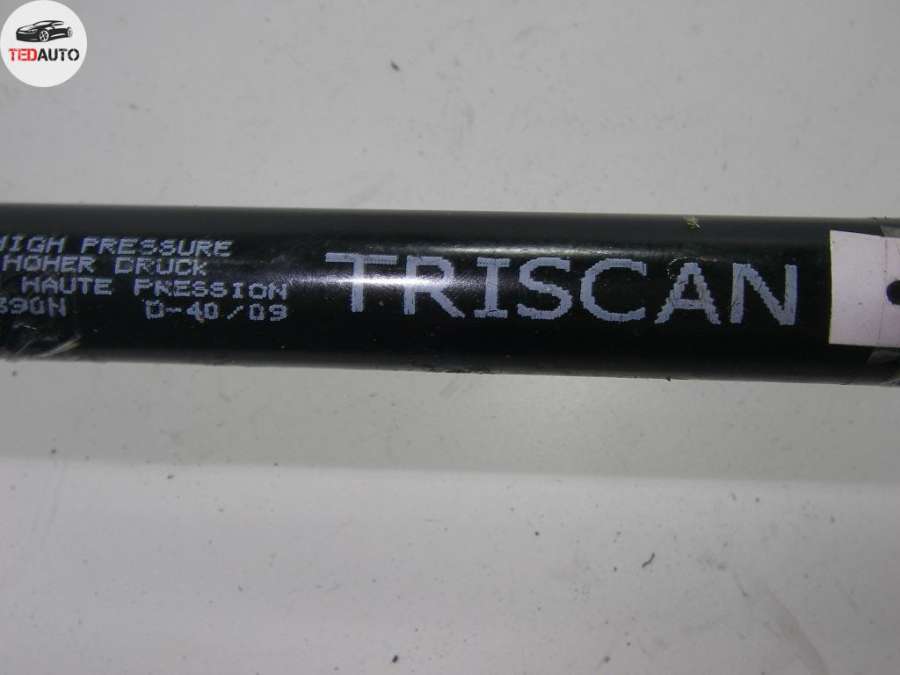 TEDAUTO
HIGH PRESSURE
HOHER DRUCK
HAUTE PRESSION
390N D-40/09
TRISCAN